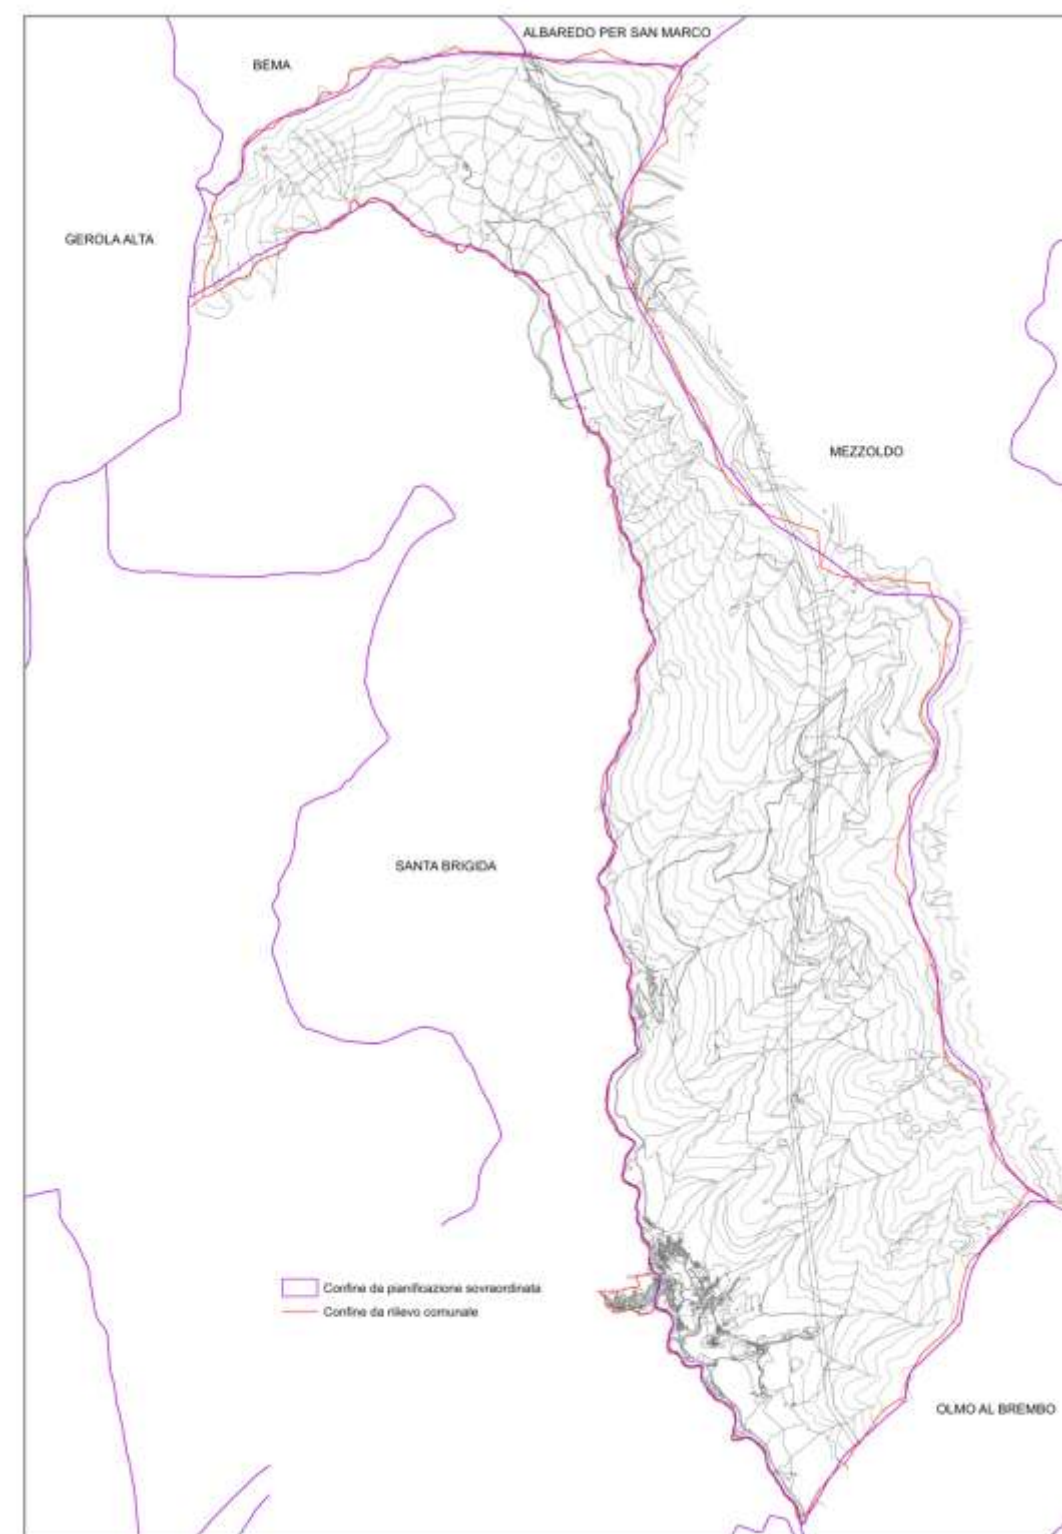 ALBAREDO PER SAN MARCO
BEMA
GEROLA ALTA
MEZZOLDO
SANTA BRIGIDA
Confine da pianificazione sovraordinata
Confine da rilievo comunale
OLMO AL BREMBO